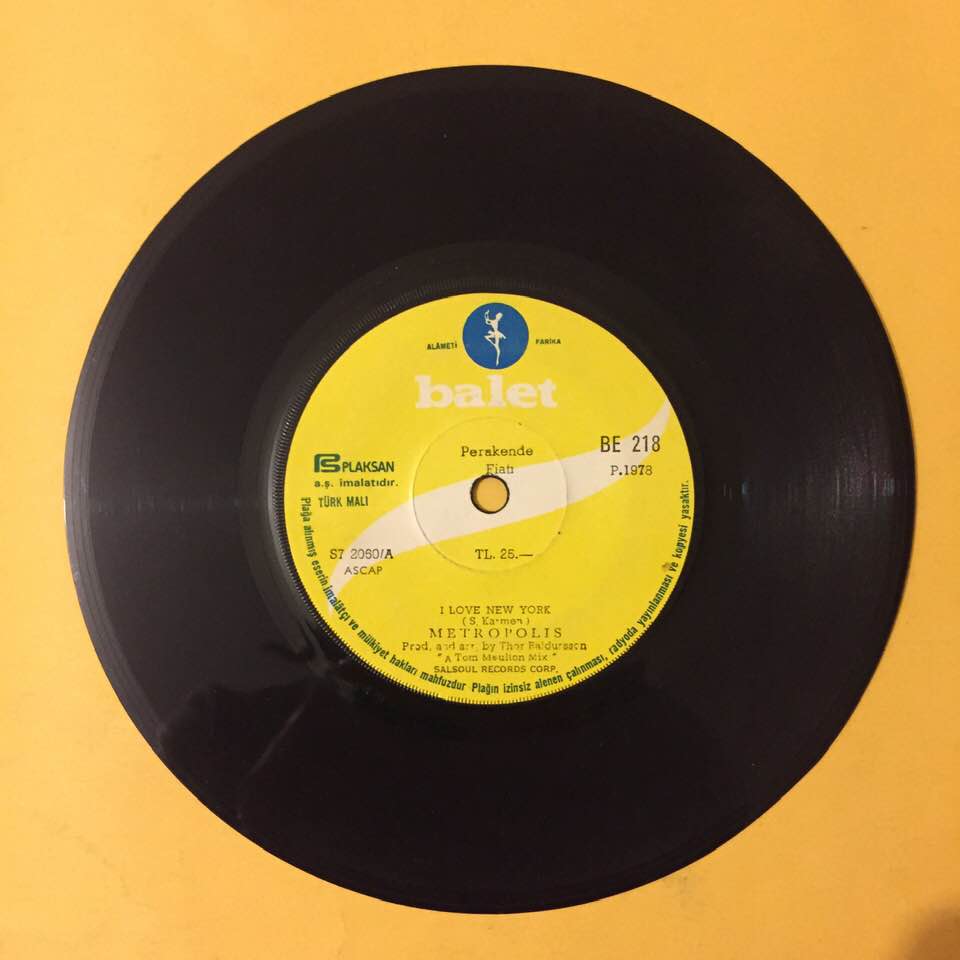 ALÂMETİ FARİKA
balet
Perakende
Fiatı
BE 218
P.1978
PS PLAKSAN
a.ş. imalatıdır.
TÜRK MALI
S7 2060/A
ASCAP
TL. 25.—
I LOVE NEW YORK
( S. Karmen )
METROPOLIS
Prod. and arr. by Thor Baldursson
"A Tom Moulton Mix"
SALSOUL RECORDS CORP.
Plağa alınmış eserin imalâtçı ve mülkiyet hakları mahfuzdur Plağın izinsiz alenen çalınması, radyoda yayınlanması ve kopyesi yasaktır.